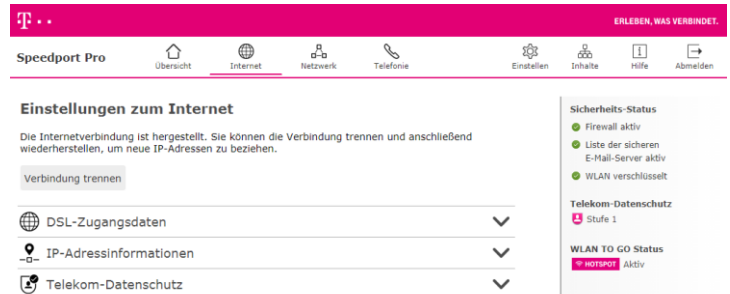 T
ERLEBEN, WAS VERBINDET.
Speedport Pro
Übersicht
Internet
Netzwerk
Telefonie
Einstellen
Inhalte
Hilfe
Abmelden
Einstellungen zum Internet
Die Internetverbindung ist hergestellt. Sie können die Verbindung trennen und anschließend
wiederherstellen, um neue IP-Adressen zu beziehen.
Verbindung trennen
DSL-Zugangsdaten
IP-Adressinformationen
Telekom-Datenschutz
Sicherheits-Status
Firewall aktiv
Liste der sicheren
E-Mail-Server aktiv
WLAN verschlüsselt
Telekom-Datenschutz
Stufe 1
WLAN TO GO Status
HOTSPOT Aktiv